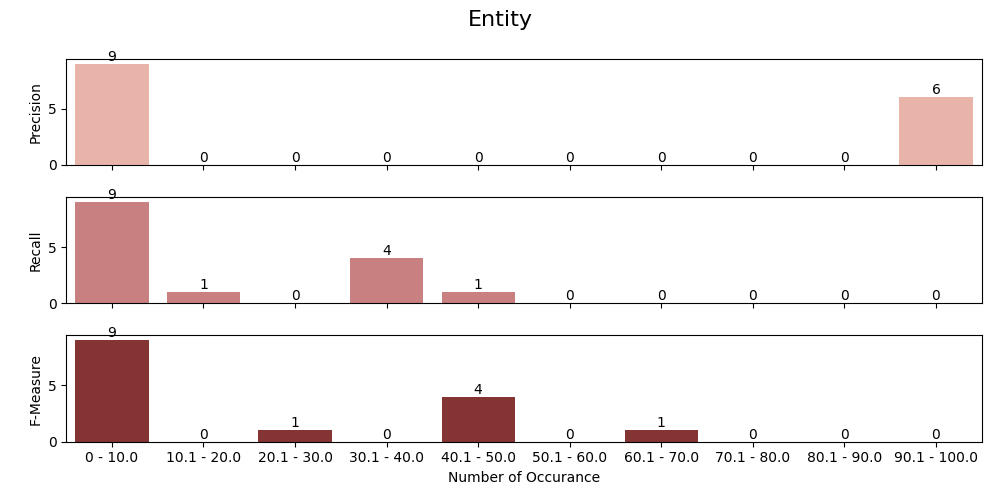 Entity
Precision
5
0
9 0 0 0 0 0 0 0 0 6
Recall
5
0
9 1 0 4 1 0 0 0 0 0
F-Measure
5
0
9 0 1 0 4 0 1 0 0 0
0 - 10.0 10.1 - 20.0 20.1 - 30.0 30.1 - 40.0 40.1 - 50.0 50.1 - 60.0 60.1 - 70.0 70.1 - 80.0 80.1 - 90.0 90.1 - 100.0
Number of Occurance